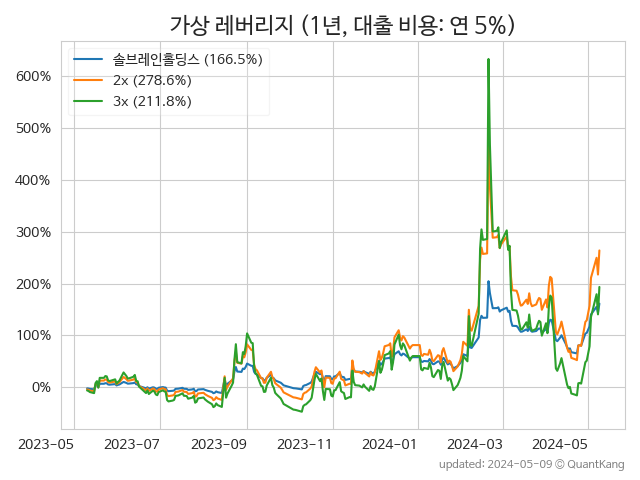 가상 레버리지 (1년, 대출 비용: 연 5%)
솔브레인홀딩스 (166.5%)
2x (278.6%)
3x (211.8%)
600%
500%
400%
300%
200%
100%
0%
2023-05 2023-07 2023-09 2023-11 2024-01 2024-03 2024-05
updated: 2024-05-09 © QuantKang